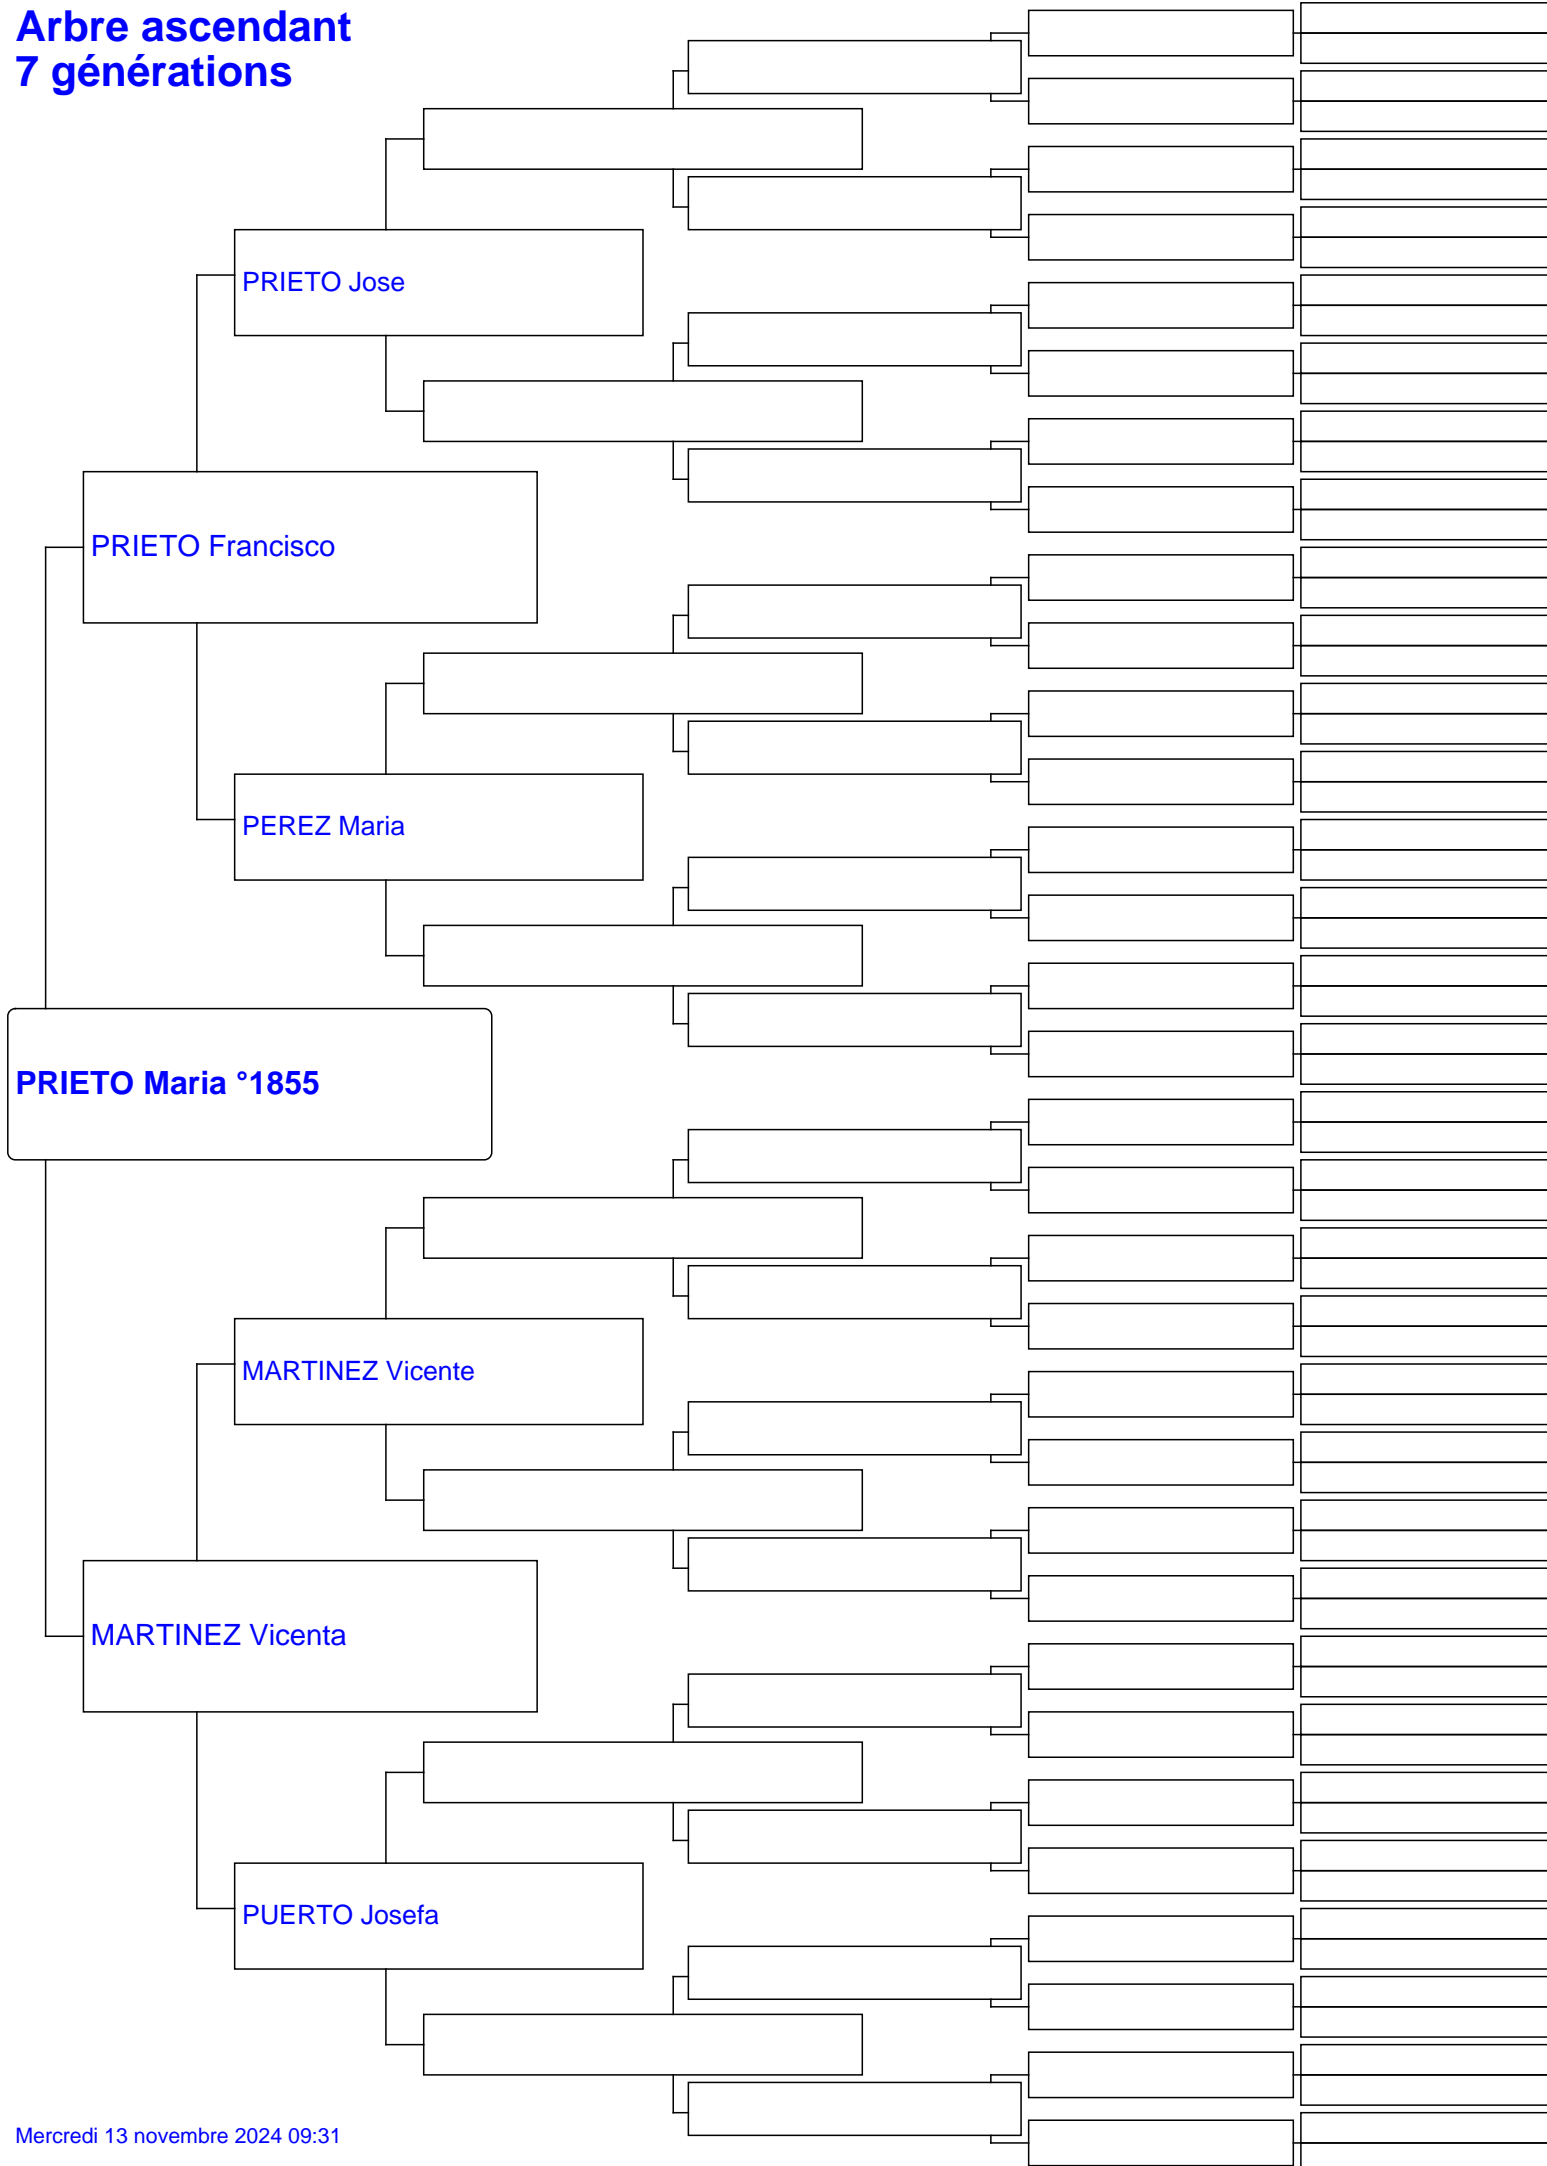 Arbre ascendant
7 générations
PRIETO Jose
PRIETO Francisco
PEREZ Maria
PRIETO Maria °1855
MARTINEZ Vicente
MARTINEZ Vicenta
PUERTO Josefa
Mercredi 13 novembre 2024 09:31